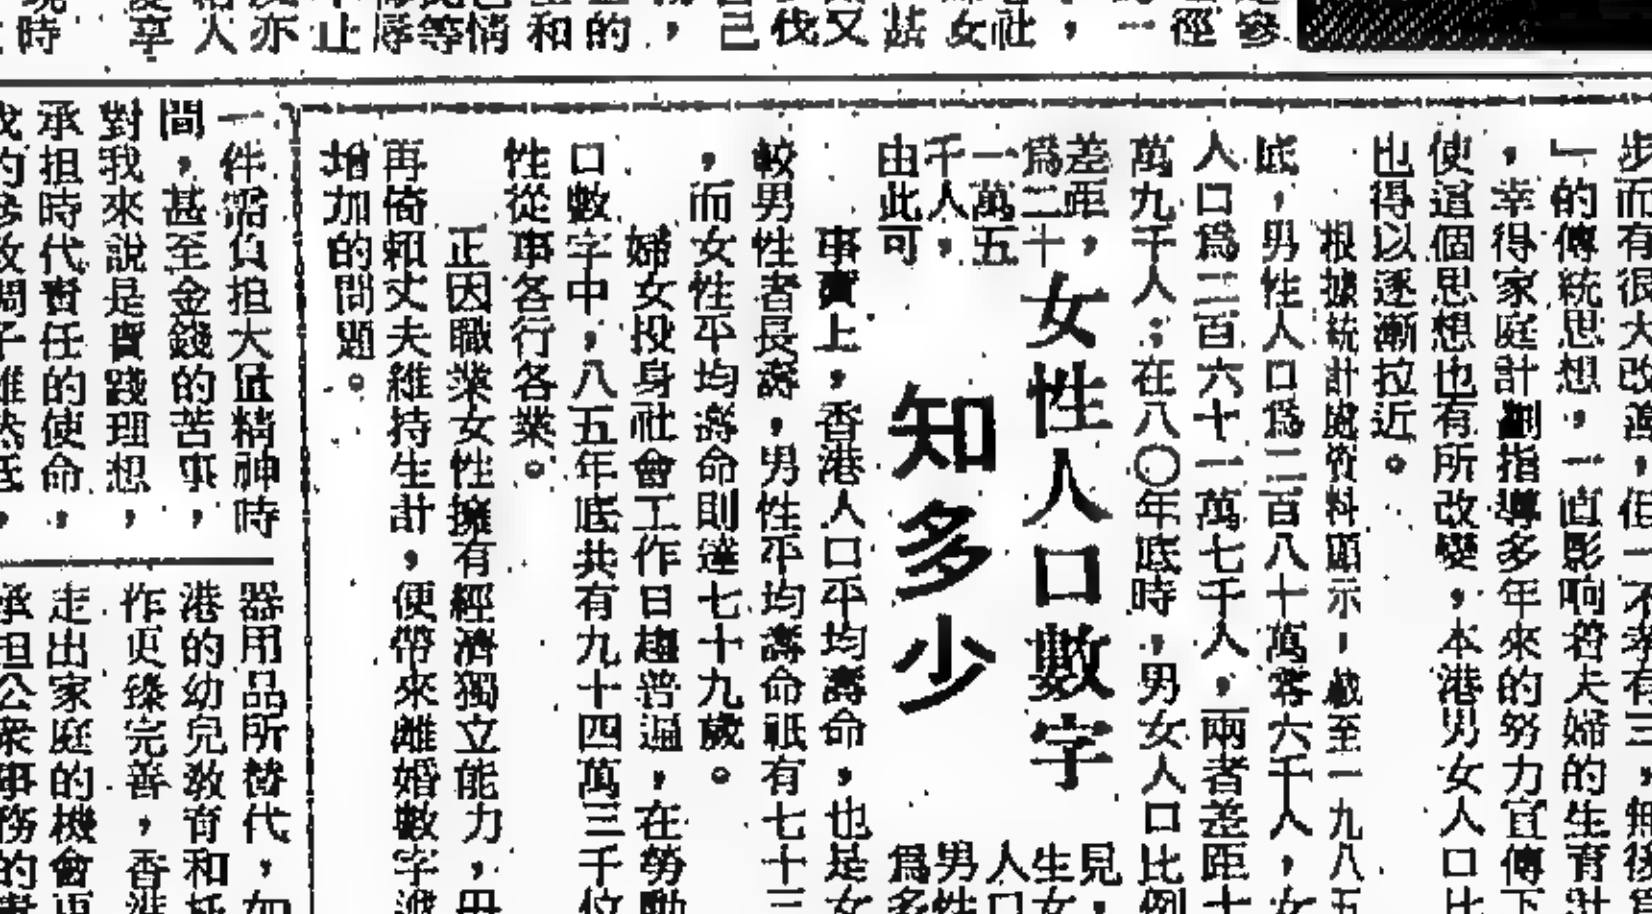 步而有很大改善，但一不孝有三，無後爲
」的傳統思想，一直影响着夫婦的生育計
，幸得家庭計劃指導多年來的努力宣傳下
使這個思想也有所改變，本港男女人口比
也得以逐漸拉近。
根據統計處資料顯示，截至一九八五
底，男性人口爲二百八十萬零六千人，女
人口爲二百六十一萬七千人，兩者差距十
萬九千人；在八〇年底時，男女人口比例
差距，
爲二十
一萬五
千人，
由此可
女性人口數字
知多少
見，
生女
人口
男性
爲多
事實上，香港人口平均壽命，也是女
較男性者長壽，男性平均壽命祇有七十三
，而女性平均壽命則達七十九歲。
婦女投身社會工作日趨普遍，在勞動
口數字中，八五年底共有九十四萬三千位
性從事各行各業。
正因職業女性擁有經濟獨立能力，毋
再倚賴丈夫維持生計，便帶來離婚數字遞
增加的問題。
一件需負担大量精神時
間，甚至金錢的苦事，
對我來說是實踐理想，
承担時代責任的使命，
器用品所替代，如
港的幼兒教育和托
作更臻完善，香港
走出家庭的機會更
承担公衆事務的責